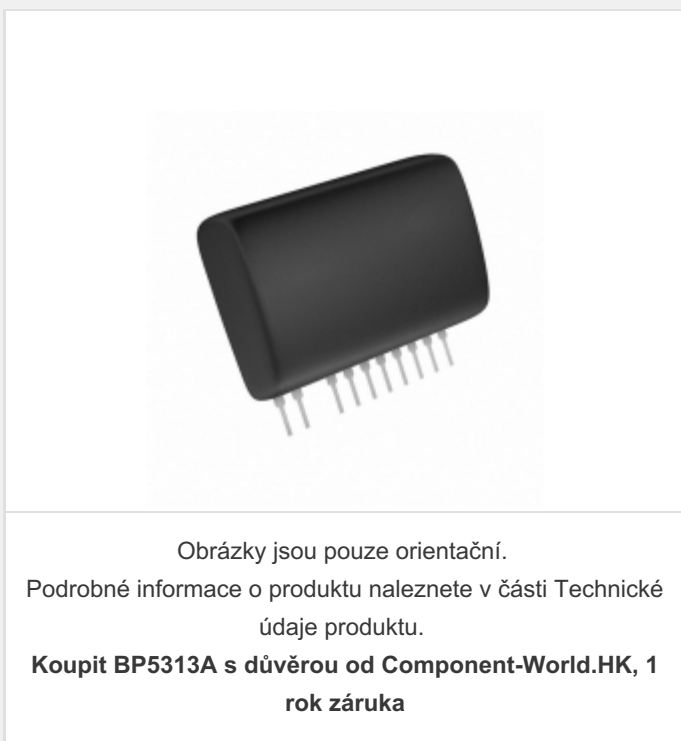 Obrázky jsou pouze orientační.
Podrobné informace o produktu naleznete v části Technické
údaje produktu.
Koupit BP5313A s důvěrou od Component-World.HK, 1
rok záruka